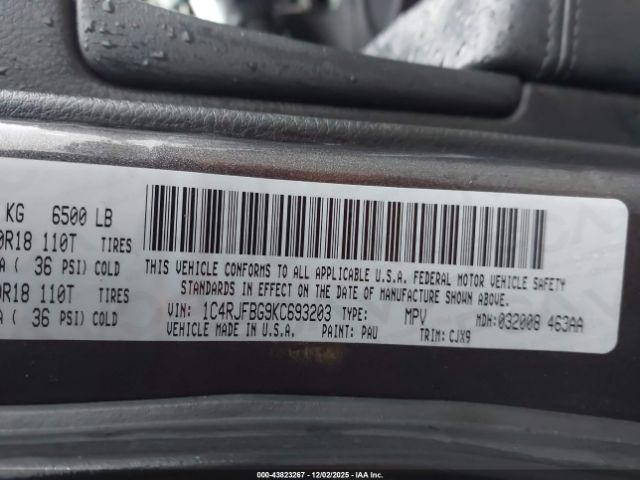 KG 6500 LB
0R18 110T TIRES
A ( 36 PSI) COLD
0R18 110T TIRES
A ( 36 PSI) COLD
THIS VEHICLE CONFORMS TO ALL APPLICABLE U.S.A. FEDERAL MOTOR VEHICLE SAFETY
STANDARDS IN EFFECT ON THE DATE OF MANUFACTURE SHOWN ABOVE.
VIN: 1C4RJFBG9KC693203 TYPE: MPV MDH: 032008 463AA
VEHICLE MADE IN U.S.A. PAINT: PAU TRIM: CJX9
000-43823267 - 12/02/2025 - IAA Inc.